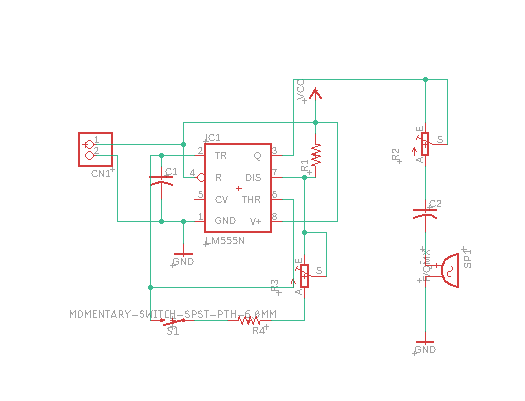 VCC
IC1
2 TR Q 3
4 R DIS 7
5 CV THR 6
1 GND V+ 8
LM555N
1
2
CN1
C1
R1
GND
E
S
A
R2
C2
SP1
GND
E
S
A
R3
MOMENTARY-SWITCH-SPST-PTH-6.0MM
S1
R4